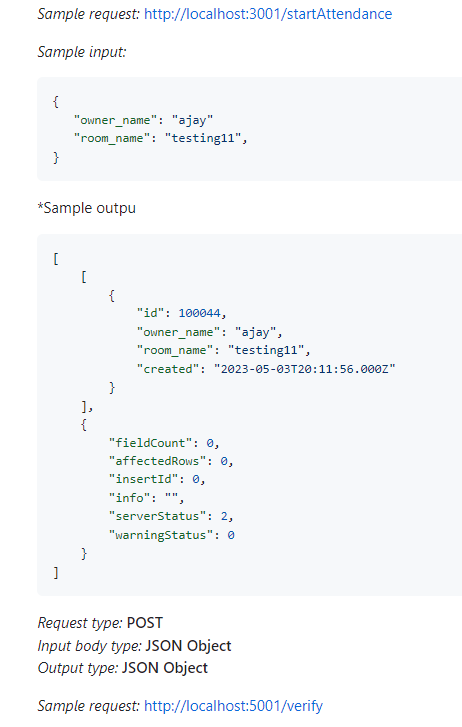 Sample request: http://localhost:3001/startAttendance
Sample input:
{
"owner_name": "ajay"
"room_name": "testing11",
}
*Sample outpu
[
[
{
"id": 100044,
"owner_name": "ajay",
"room_name": "testing11",
"created": "2023-05-03T20:11:56.000Z"
}
],
{
"fieldCount": 0,
"affectedRows": 0,
"insertId": 0,
"info": "",
"serverStatus": 2,
"warningStatus": 0
}
]
Request type: POST
Input body type: JSON Object
Output type: JSON Object
Sample request: http://localhost:5001/verify